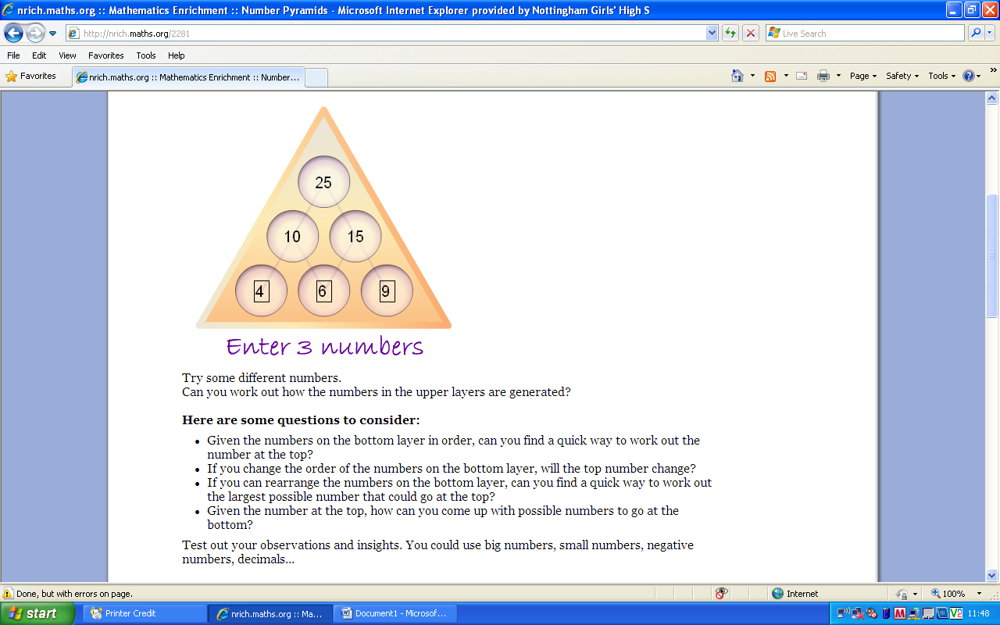 nrich.maths.org :: Mathematics Enrichment :: Number Pyramids - Microsoft Internet Explorer provided by Nottingham Girls' High S
http://nrich.maths.org/2281
Live Search
File Edit View Favorites Tools Help
Favorites
nrich.maths.org :: Mathematics Enrichment :: Number...
Page Safety Tools
25
10 15
4 6 9
Enter 3 numbers
Try some different numbers.
Can you work out how the numbers in the upper layers are generated?
Here are some questions to consider:
• Given the numbers on the bottom layer in order, can you find a quick way to work out the
number at the top?
• If you change the order of the numbers on the bottom layer, will the top number change?
• If you can rearrange the numbers on the bottom layer, can you find a quick way to work out
the largest possible number that could go at the top?
• Given the number at the top, how can you come up with possible numbers to go at the
bottom?
Test out your observations and insights. You could use big numbers, small numbers, negative
numbers, decimals...
Done, but with errors on page.
Internet
100%
start
Printer Credit
nrich.maths.org :: Ma...
Document1 - Microsof...
11:48